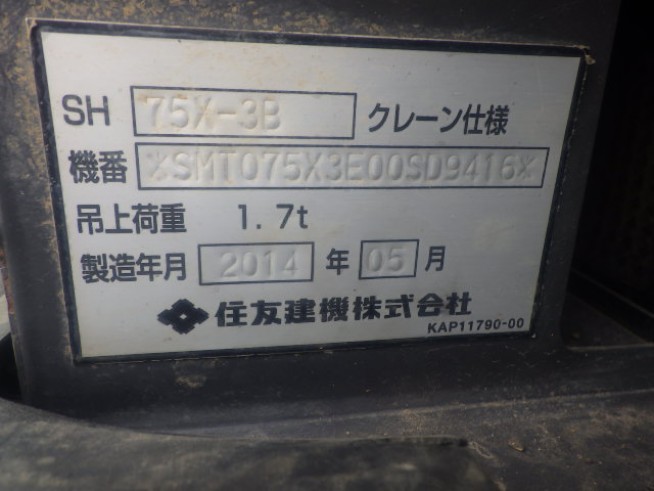 SH 75X-3B クレーン仕様
機番 *SMT075X3E00SD9416*
吊上荷重 1.7t
製造年月 2014 年 05 月
住友建機株式会社
KAP11790-00